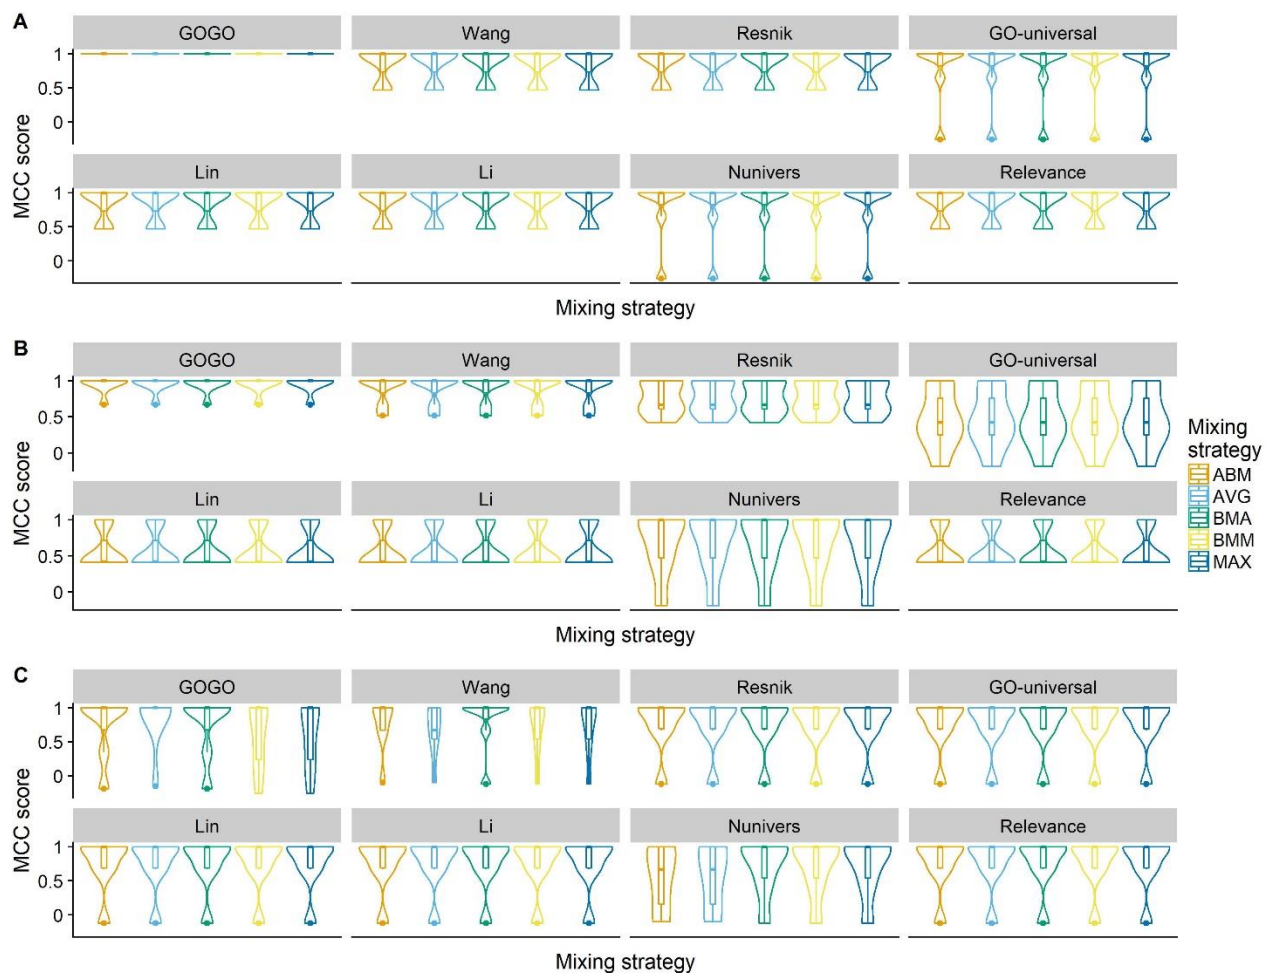 A
GOGO Wang Resnik GO-universal
1
0.5
0
MCC score
Lin Li Nunivers Relevance
1
0.5
0
MCC score
Mixing strategy
B
GOGO Wang Resnik GO-universal
1
0.5
0
MCC score
Lin Li Nunivers Relevance
1
0.5
0
Mixing strategy
Mixing
strategy
ABM
AVG
BMA
BMM
MAX
C
GOGO Wang Resnik GO-universal
1
0.5
0
MCC score
Lin Li Nunivers Relevance
1
0.5
0
Mixing strategy